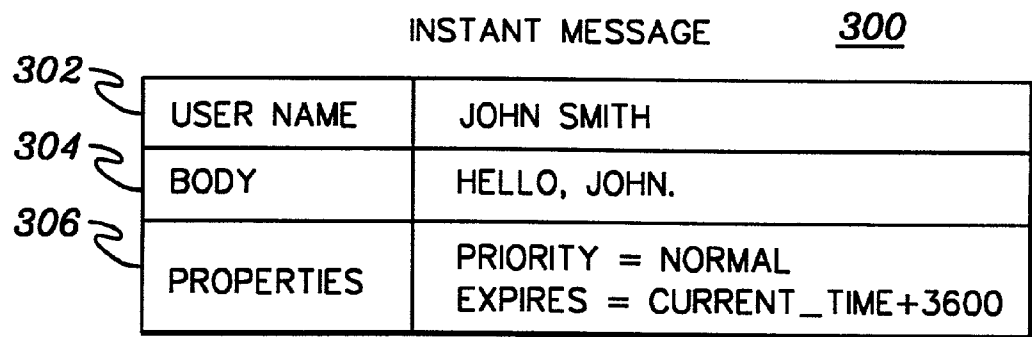 INSTANT MESSAGE 300
302
USER NAME JOHN SMITH
304
BODY HELLO, JOHN.
306
PROPERTIES PRIORITY = NORMAL
EXPIRES = CURRENT_TIME+3600